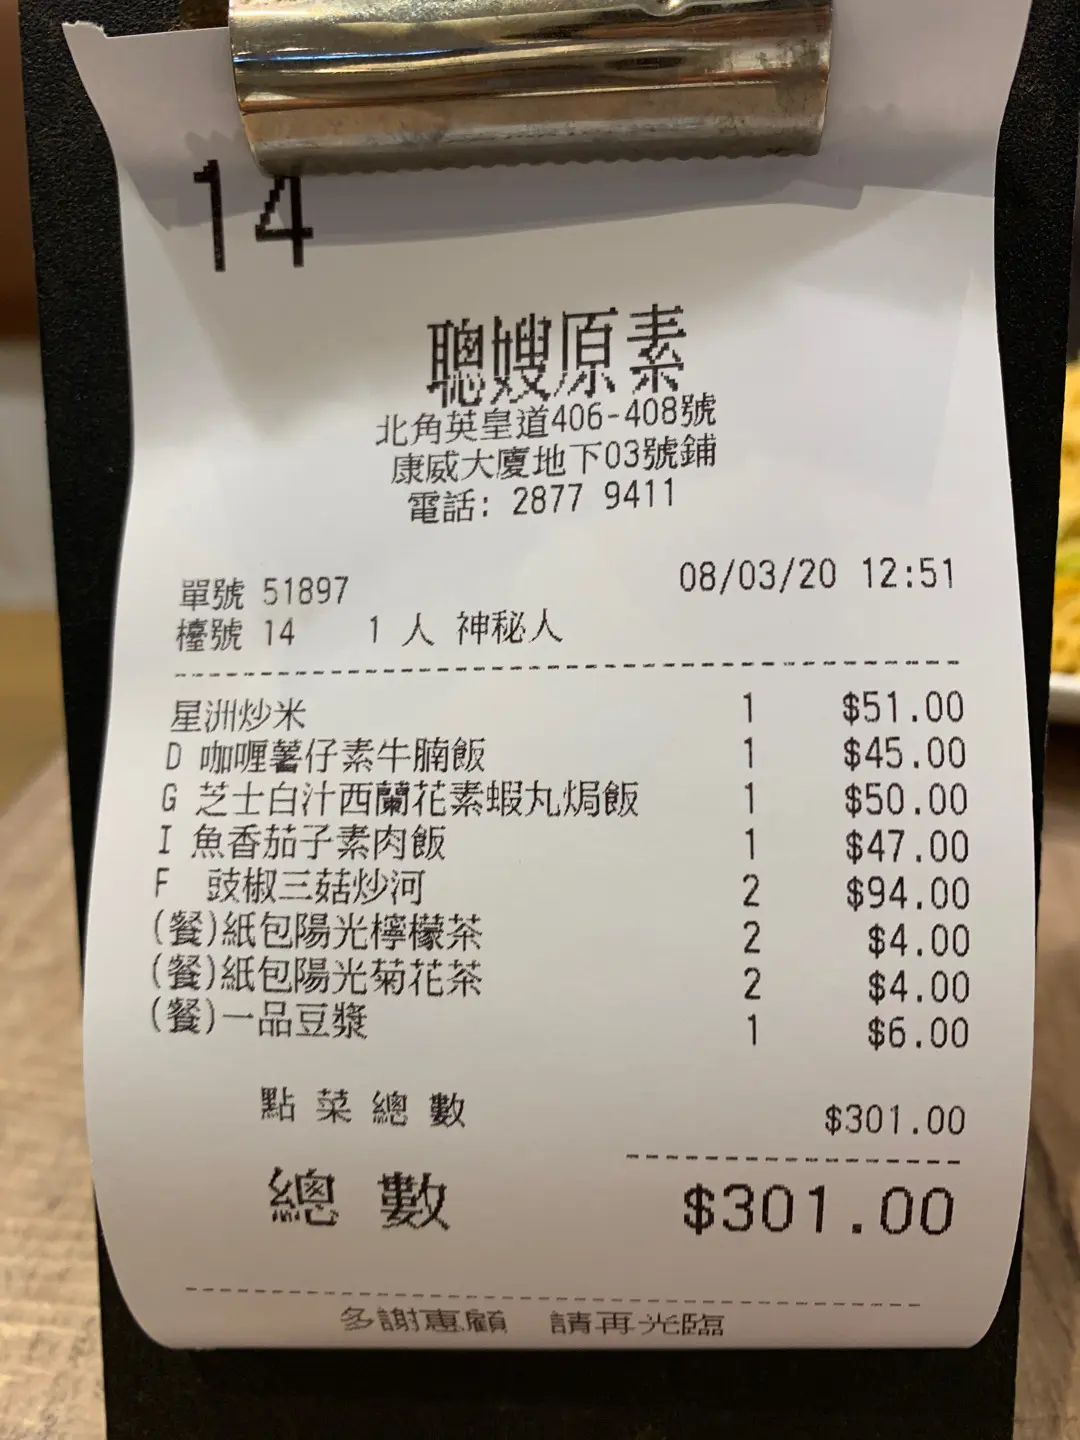 14
聰嫂原素
北角英皇道406-408號
康威大廈地下03號鋪
電話: 2877 9411
單號 51897 08/03/20 12:51
檯號 14 1 人 神秘人
星洲炒米 1 $51.00
D 咖喱薯仔素牛腩飯 1 $45.00
G 芝士白汁西蘭花素蝦丸焗飯 1 $50.00
I 魚香茄子素肉飯 1 $47.00
F 豉椒三菇炒河 2 $94.00
(餐)紙包陽光檸檬茶 2 $4.00
(餐)紙包陽光菊花茶 2 $4.00
(餐)一品豆漿 1 $6.00
點菜總數 $301.00
總數 $301.00
多謝惠顧 請再光臨